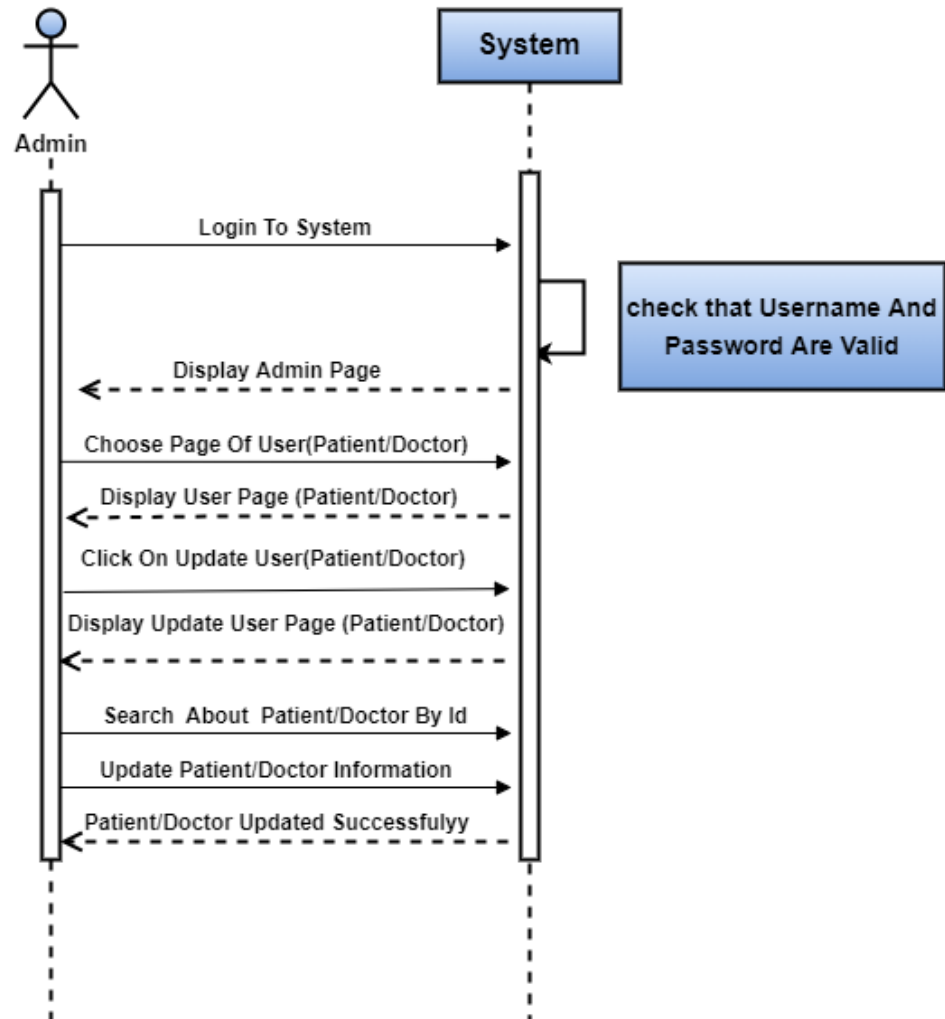 System
Admin
Login To System
check that Username And
Password Are Valid
Display Admin Page
Choose Page Of User(Patient/Doctor)
Display User Page (Patient/Doctor)
Click On Update User(Patient/Doctor)
Display Update User Page (Patient/Doctor)
Search About Patient/Doctor By Id
Update Patient/Doctor Information
Patient/Doctor Updated Successfulyy